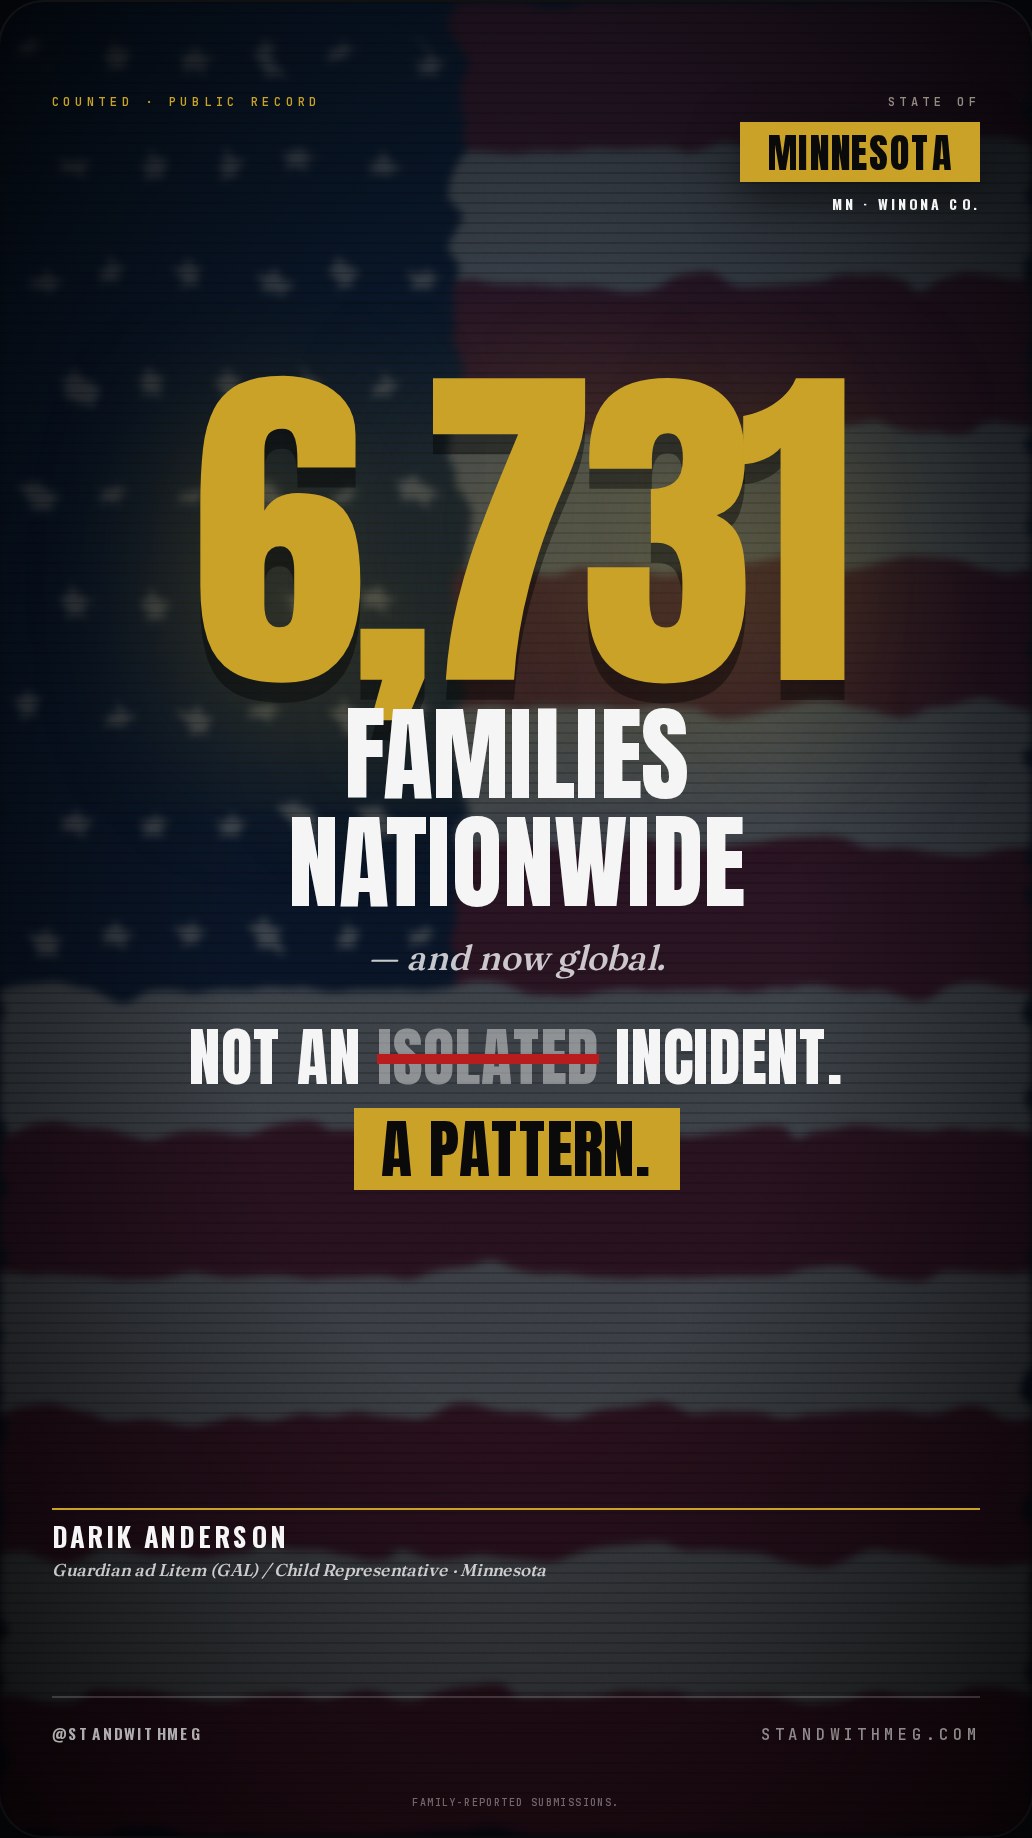 COUNTED · PUBLIC RECORD
STATE OF
MINNESOTA
MN · WINONA CO.
6,731
FAMILIES
NATIONWIDE
— and now global.
NOT AN ISOLATED INCIDENT.
A PATTERN.
DARIK ANDERSON
Guardian ad Litem (GAL) / Child Representative · Minnesota
@STANDWITHMEG
STANDWITHMEG.COM
FAMILY-REPORTED SUBMISSIONS.